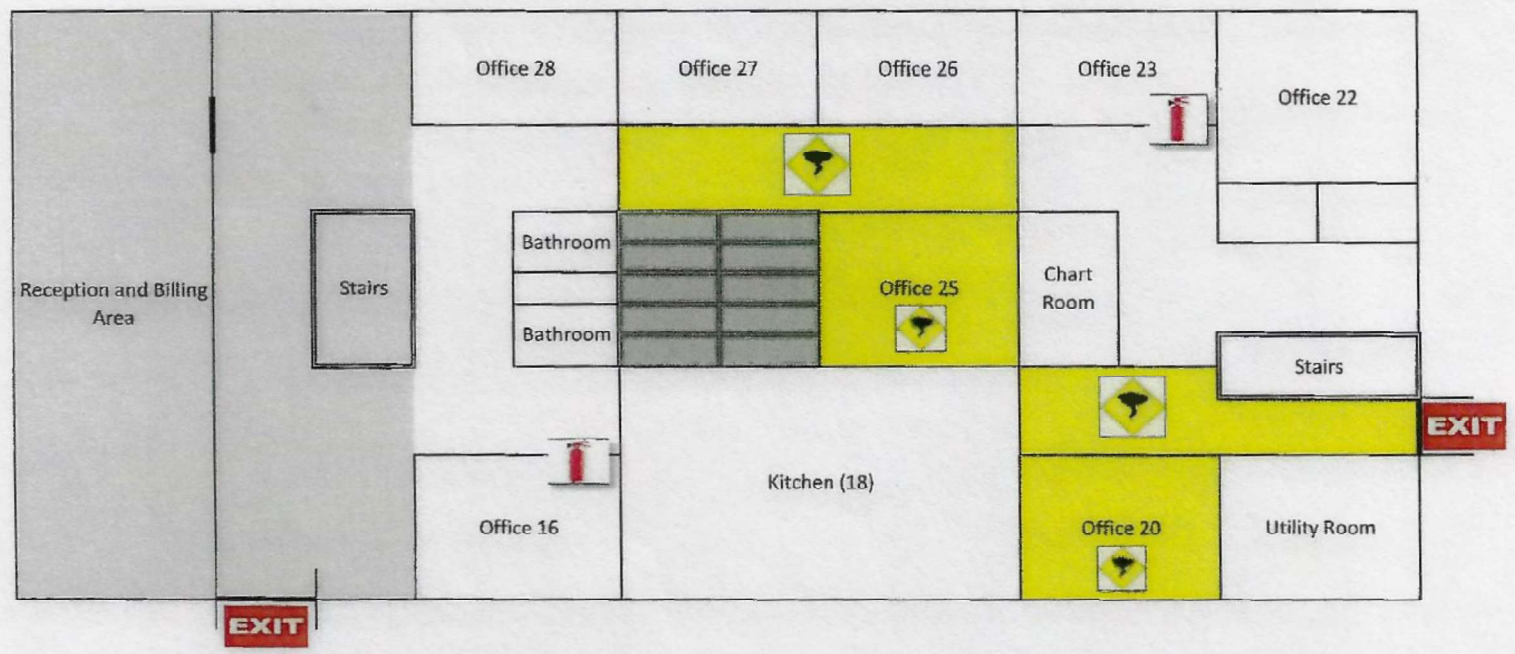 Office 28
Office 27
Office 26
Office 23
Office 22
Bathroom
Reception and Billing
Area
Stairs
Office 25
Chart
Room
Bathroom
Stairs
EXIT
Kitchen (18)
Office 16
Office 20
Utility Room
EXIT